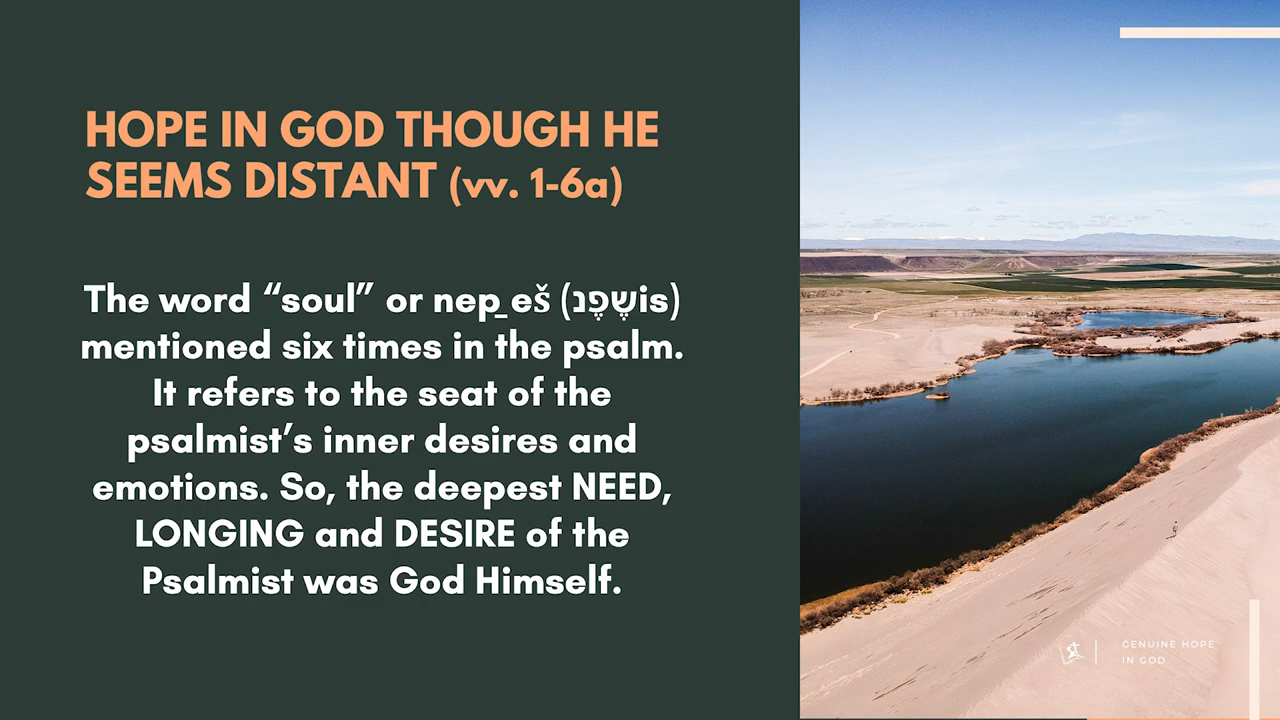 HOPE IN GOD THOUGH HE
SEEMS DISTANT (vv. 1-6a)
The word “soul” or nep̱eš (שֶפֶּנis)
mentioned six times in the psalm.
It refers to the seat of the
psalmist’s inner desires and
emotions. So, the deepest NEED,
LONGING and DESIRE of the
Psalmist was God Himself.
GENUINE HOPE
IN GOD